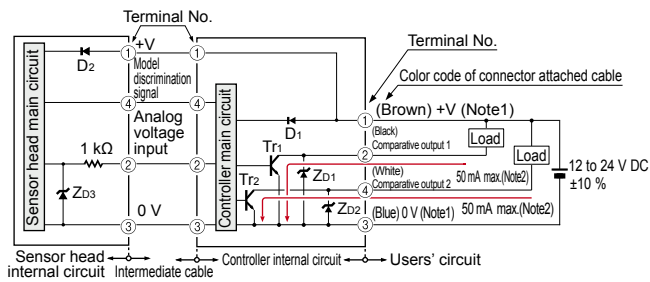 Terminal No.
Terminal No.
Color code of connector attached cable
Sensor head main circuit
Controller main circuit
D2
1 +V 1
Model
discrimination
signal
4 4
Analog
voltage
input
1 kΩ
2 2
ZD3
0 V
3 3
D1
Tr1
Tr2
ZD1
ZD2
1 (Brown) +V (Note1)
(Black)
2 Comparative output 1
Load
Load
(White)
4 Comparative output 2
50 mA max.(Note2)
3 (Blue) 0 V (Note1)
50 mA max.(Note2)
12 to 24 V DC
±10 %
Sensor head
internal circuit
Intermediate cable
Controller internal circuit
Users' circuit